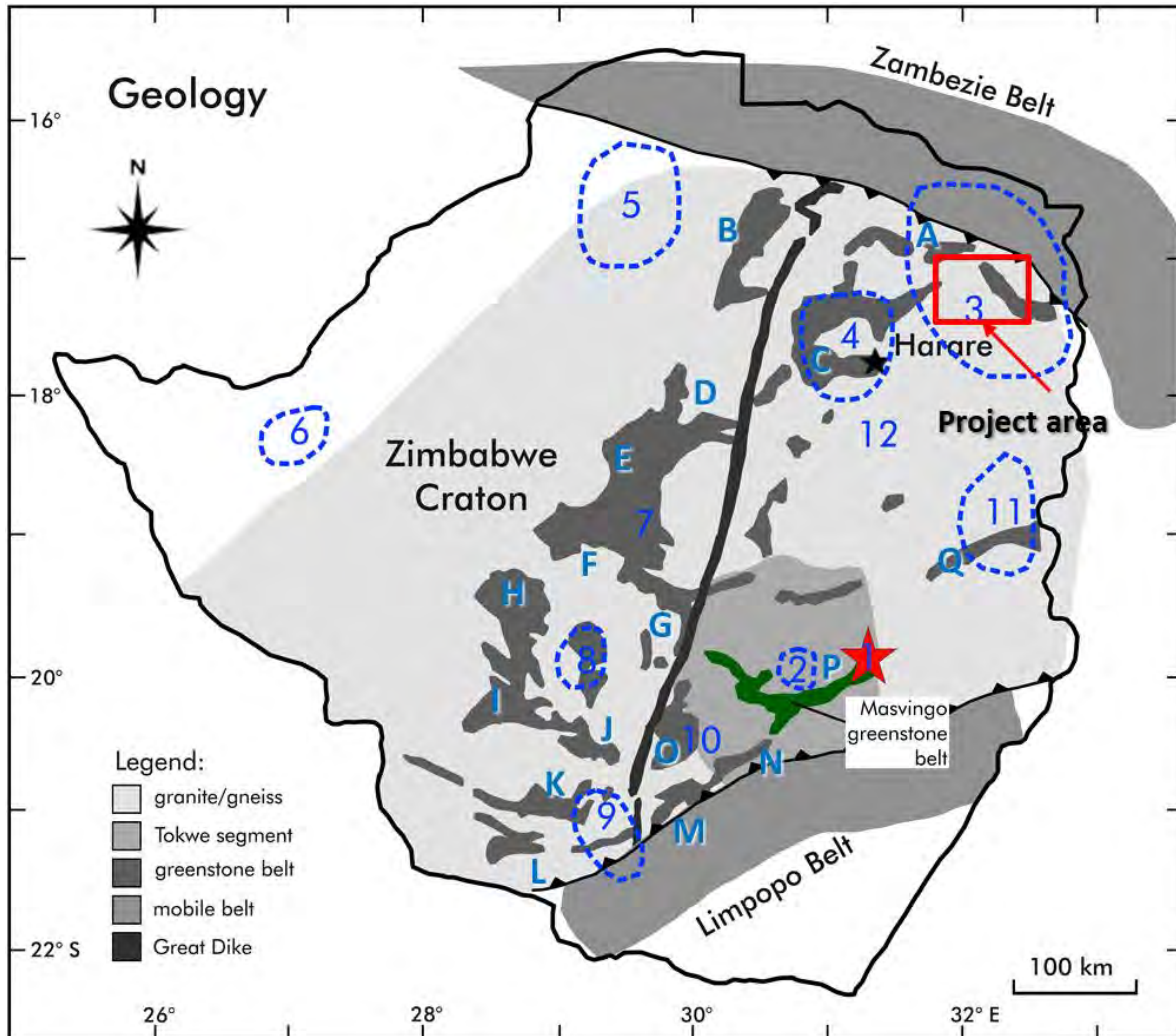 Geology
Zambezie Belt
16°
N
5
B
A
3
4
Harare
C
18°
D
Project area
6
12
Zimbabwe
Craton
E
7
11
F
Q
H
G
8
2
P
1
20°
I
Masvingo
greenstone
belt
J
O
10
N
K
9
M
L
Limpopo Belt
Legend:
granite/gneiss
Tokwe segment
greenstone belt
mobile belt
Great Dike
22° S
100 km
26°
28°
30°
32° E